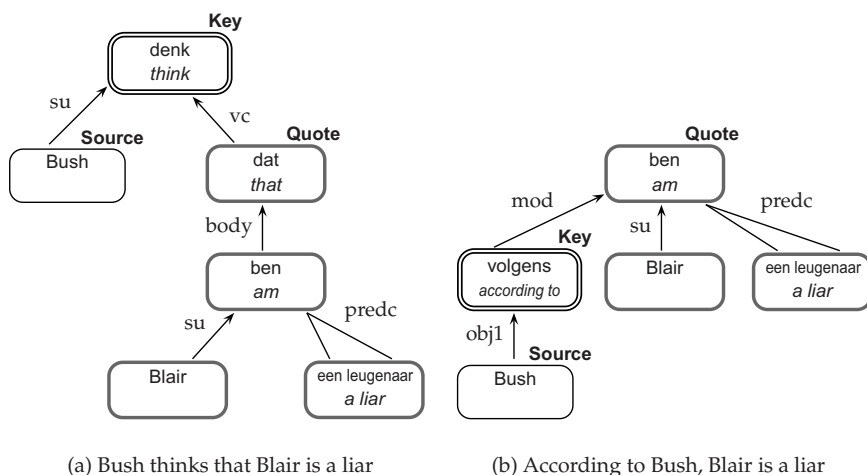 Key
denk
think
su
vc
Source
Bush
Quote
dat
that
body
ben
am
su
predc
Blair
een leugenaar
a liar
(a) Bush thinks that Blair is a liar
Quote
ben
am
mod
su
predc
Key
volgens
according to
Blair
een leugenaar
a liar
obj1
Source
Bush
(b) According to Bush, Blair is a liar